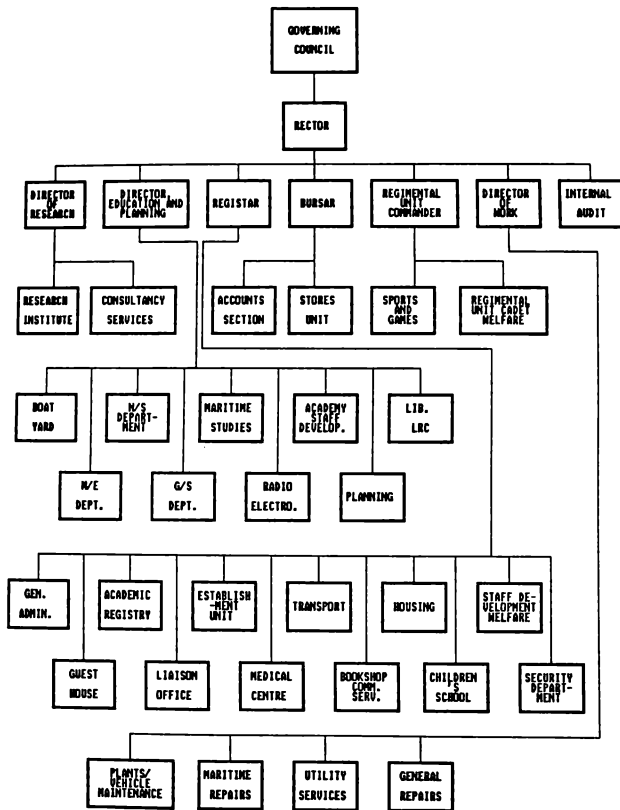 GOVERNING
COUNCIL
RECTOR
DIRECTOR
OF
RESEARCH
DIRECTOR,
EDUCATION AND
PLANNING
REGISTAR
BURSAR
REGIMENTAL
UNIT
COMMANDER
DIRECTOR
OF
WORK
INTERNAL
AUDIT
RESEARCH
INSTITUTE
CONSULTANCY
SERVICES
ACCOUNTS
SECTION
STORES
UNIT
SPORTS
AND
GAMES
REGIMENTAL
UNIT CADET
WELFARE
BOAT
YARD
N/S
DEPART-
MENT
MARITIME
STUDIES
ACADEMY
STAFF
DEVELOP.
LIB.
LRC
M/E
DEPT.
G/S
DEPT.
RADIO
ELECTRO.
PLANNING
GEN.
ADMIN.
ACADEMIC
REGISTRY
ESTABLISH
-MENT
UNIT
TRANSPORT
HOUSING
STAFF DE-
VELOPMENT
WELFARE
GUEST
HOUSE
LIAISON
OFFICE
MEDICAL
CENTRE
BOOKSHOP
COMM.
SERV.
CHILDREN
'S
SCHOOL
SECURITY
DEPART-
MENT
PLANTS/
VEHICLE
MAINTENANCE
MARITIME
REPAIRS
UTILITY
SERVICES
GENERAL
REPAIRS